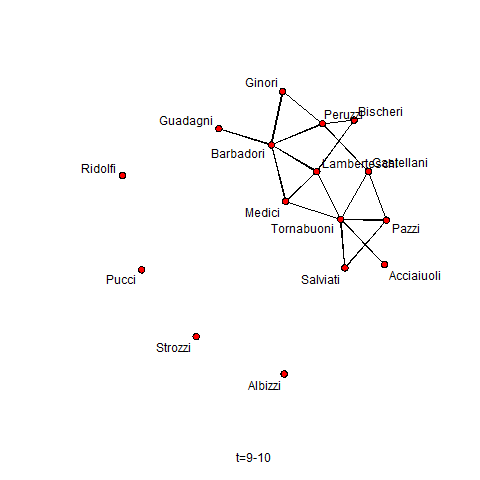 Ginori
Peruzzi
Bischeri
Guadagni
Barbadori
Lamberteschi
Castellani
Ridolfi
Medici
Tornabuoni
Pazzi
Pucci
Salviati
Acciaiuoli
Strozzi
Albizzi
t=9-10